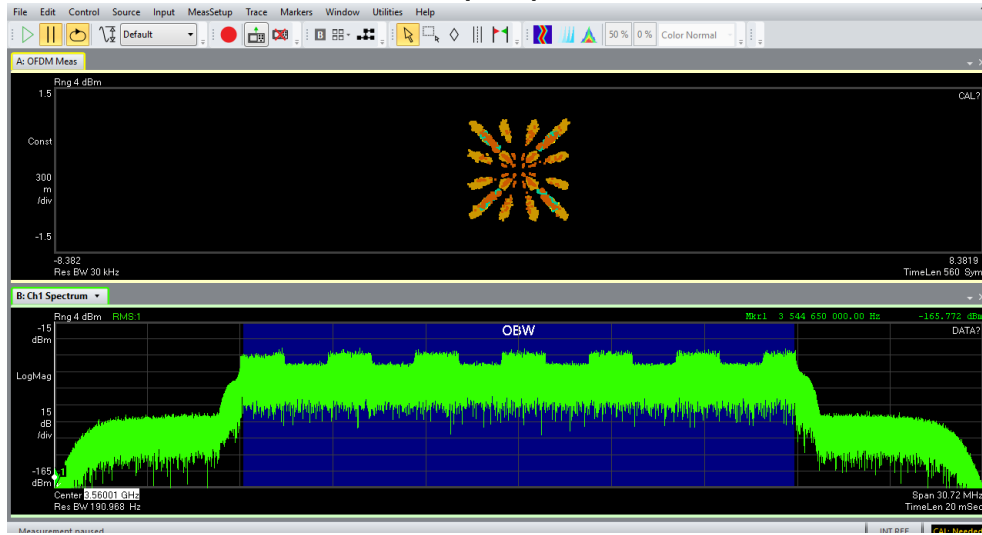 File Edit Control Source Input MeasSetup Trace Markers Window Utilities Help
Default 50 % 0 % Color Normal
A: OFDM Meas
Rng 4 dBm
1.5 CAL?
Const
300
m
/div
-1.5
-8.382 8.3819
Res BW 30 kHz TimeLen 560 Sym
B: Ch1 Spectrum
Rng 4 dBm RMS:1 Mkr1 3 544 650 000.00 Hz -165.772 dBm
-15 OBW DATA?
dBm
LogMag
15
dB
/div
-165 1
dBm
Center 3.56001 GHz Span 30.72 MHz
Res BW 190.968 Hz TimeLen 20 mSec
Measurement paused INT REF CAL: Needed